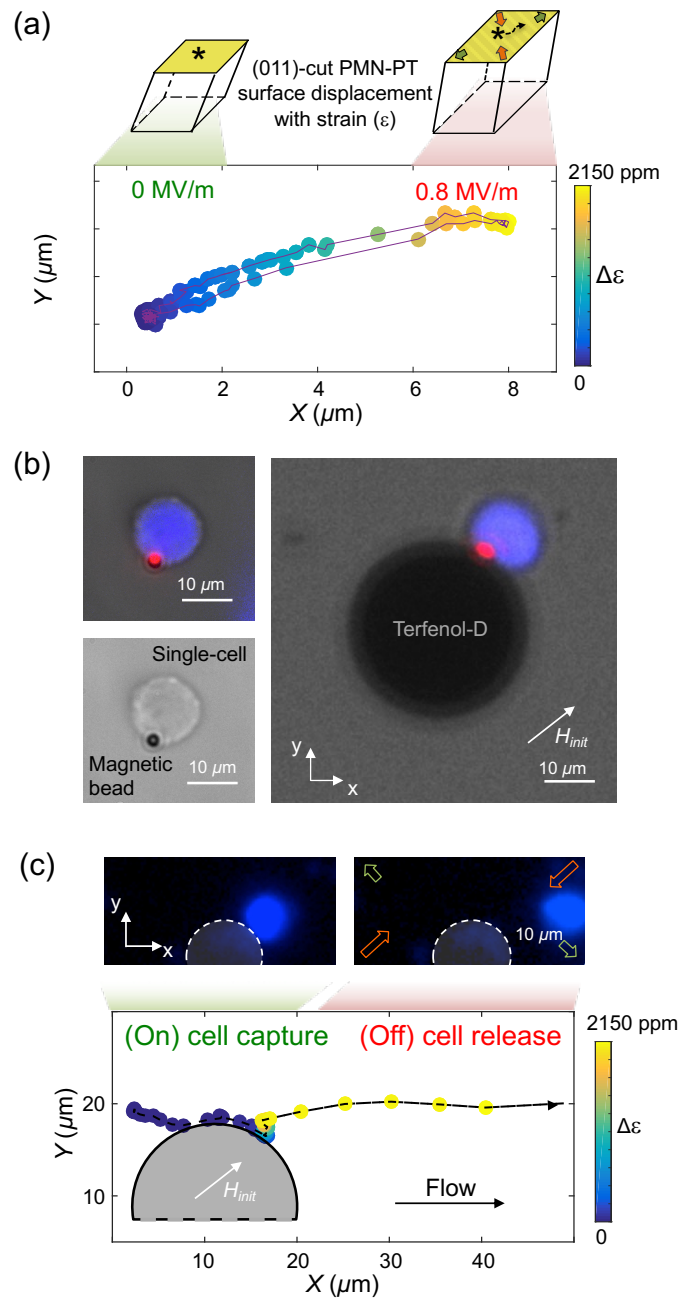 (a)
*
*
(011)-cut PMN-PT
surface displacement
with strain (ε)
0 MV/m
0.8 MV/m
2150 ppm
Δε
0
Y (µm)
0
2
4
6
8
X (µm)
(b)
10 µm
Single-cell
Magnetic
bead
10 µm
Terfenol-D
y
x
H_init
10 µm
(c)
y
x
10 µm
(On) cell capture
(Off) cell release
2150 ppm
Δε
0
Y (µm)
20
10
H_init
Flow
10
20
30
40
X (µm)